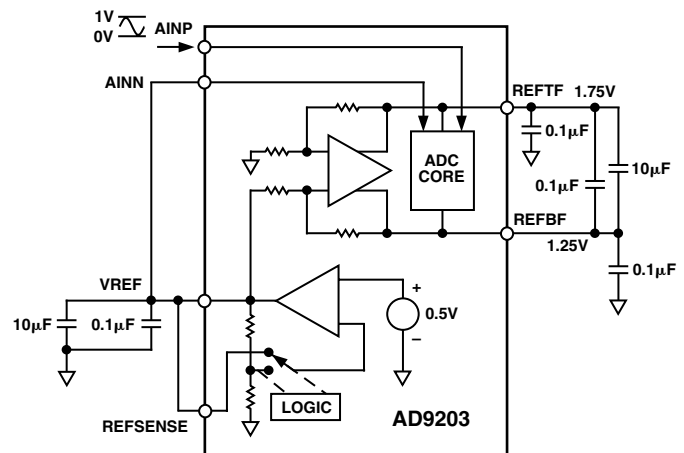 1V
0V
AINP
AINN
REFTF 1.75V
0.1µF
ADC
CORE
0.1µF
10µF
REFBF
1.25V
0.1µF
VREF
10µF
0.1µF
+
0.5V
–
LOGIC
REFSENSE
AD9203